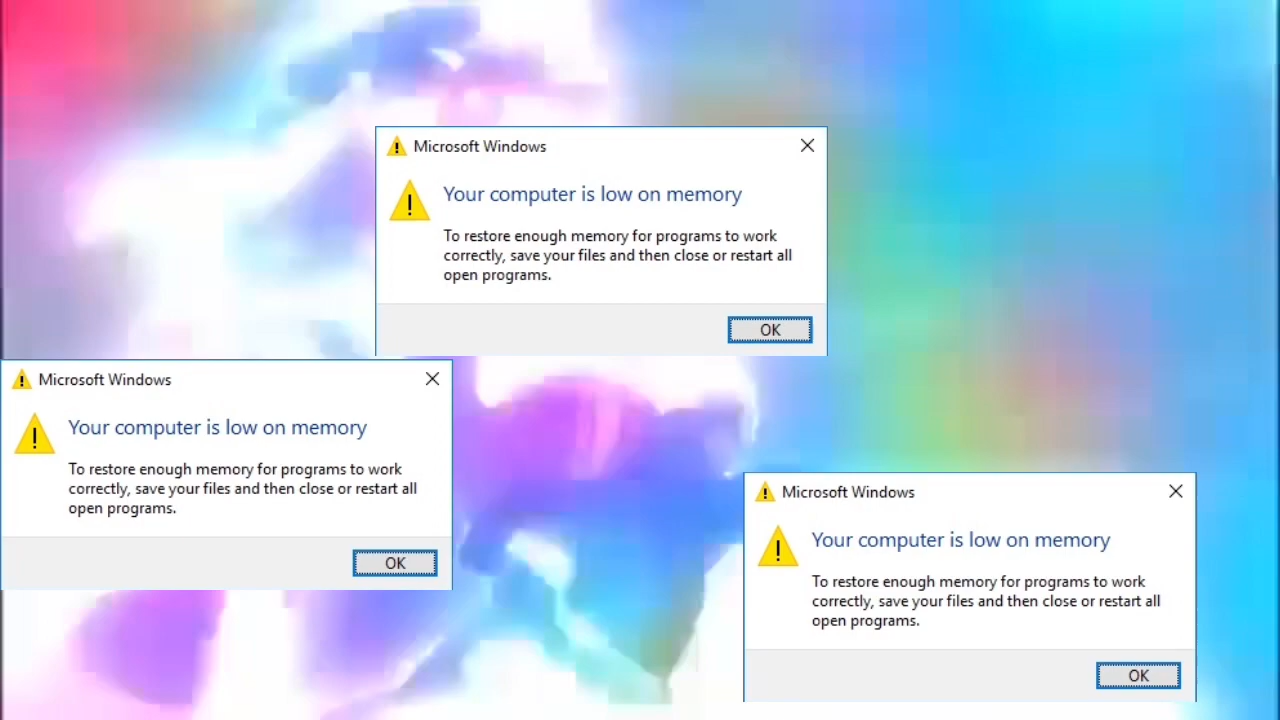 Microsoft Windows
Your computer is low on memory
To restore enough memory for programs to work
correctly, save your files and then close or restart all
open programs.
OK
Microsoft Windows
Your computer is low on memory
To restore enough memory for programs to work
correctly, save your files and then close or restart all
open programs.
OK
Microsoft Windows
Your computer is low on memory
To restore enough memory for programs to work
correctly, save your files and then close or restart all
open programs.
OK